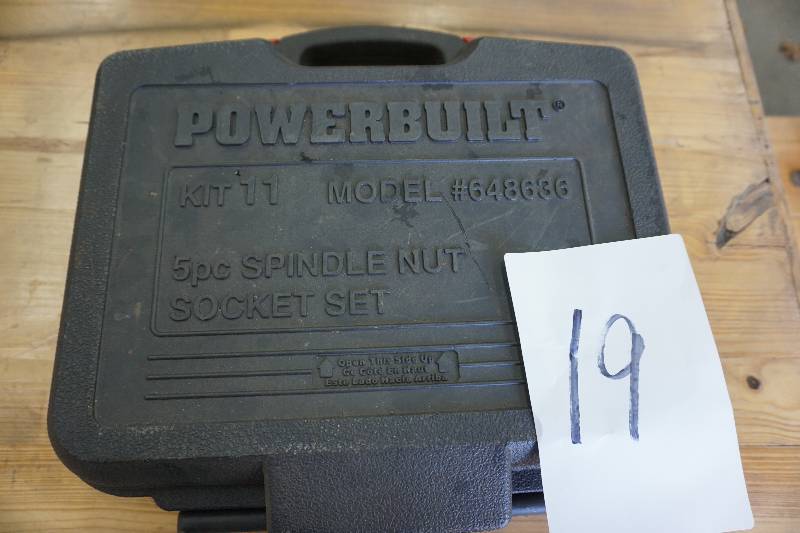 POWERBUILT®
KIT 11 MODEL #648636
5pc SPINDLE NUT
SOCKET SET
Open This Side Up
Ce Côté En Haut
Este Lado Hacia Arriba
19